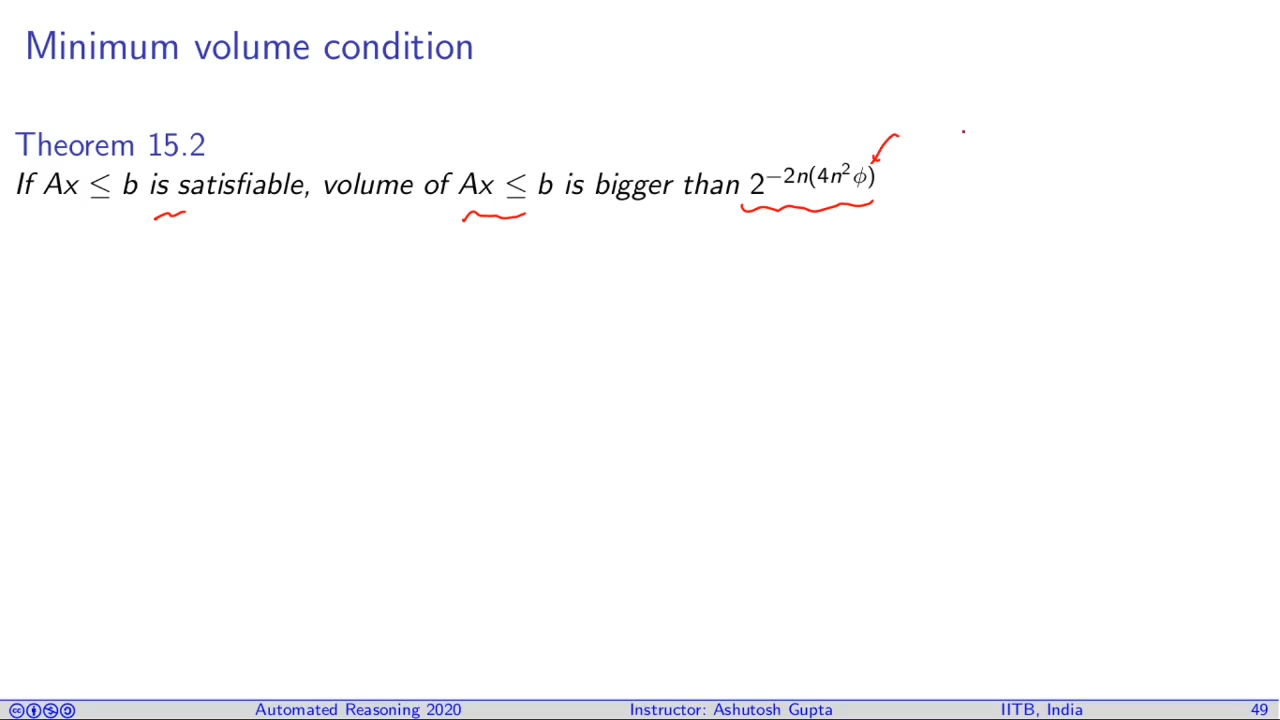 Minimum volume condition
Theorem 15.2
If Ax ≤ b is satisfiable, volume of Ax ≤ b is bigger than 2^{−2n(4n²ϕ)}
Automated Reasoning 2020 Instructor: Ashutosh Gupta IITB, India 49